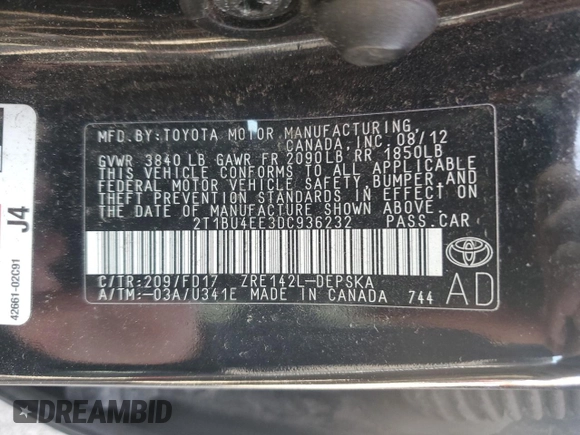 MFD.BY:TOYOTA MOTOR MANUFACTURING,
CANADA,INC. 08/12
GVWR 3840 LB GAWR FR 2090LB RR 1850LB
THIS VEHICLE CONFORMS TO ALL APPLICABLE
FEDERAL MOTOR VEHICLE SAFETY,BUMPER,AND
THEFT PREVENTION STANDARDS IN EFFECT ON
THE DATE OF MANUFACTURE SHOWN ABOVE.
2T1BU4EE3DC936232 PASS.CAR
C/TR:209/FD17 ZRE142L-DEPSKA
A/TM:-03A/U341E MADE IN CANADA 744
AD
J4
42661-02C91
DREAMBID